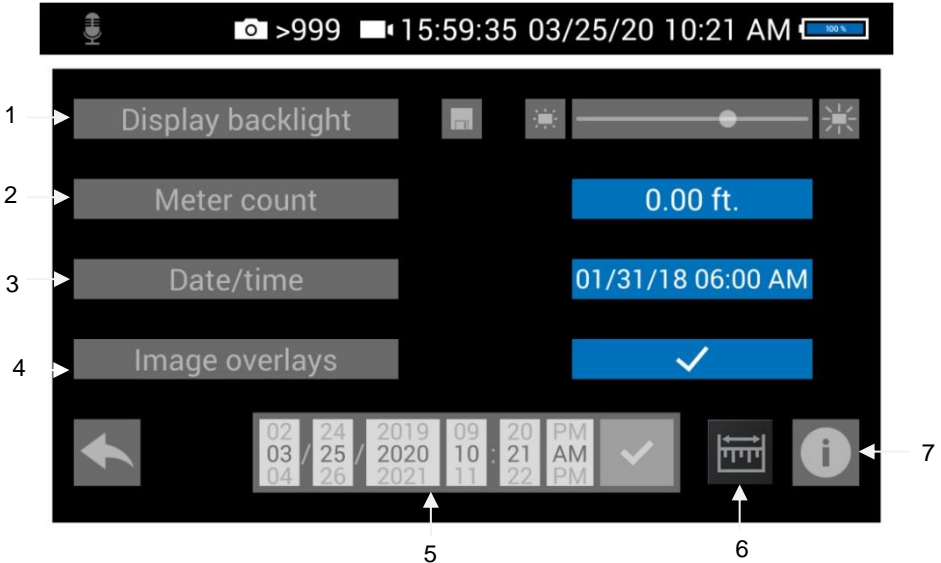 >999 15:59:35 03/25/20 10:21 AM 100 %
1 Display backlight
2 Meter count 0.00 ft.
3 Date/time 01/31/18 06:00 AM
4 Image overlays
02 24 2019 09 20 PM
03 / 25 / 2020 10 : 21 AM
04 26 2021 11 22 PM
i 7
5 6